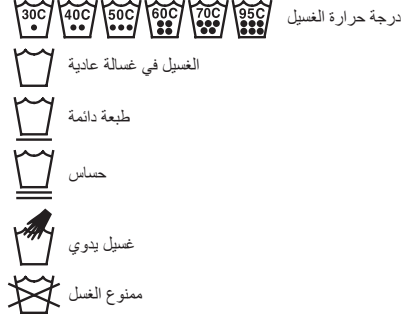 درجة حرارة الغسيل 30C 40C 50C 60C 70C 95C
الغسيل في غسالة عادية
طبعة دائمة
حساس
غسيل يدوي
ممنوع الغسل